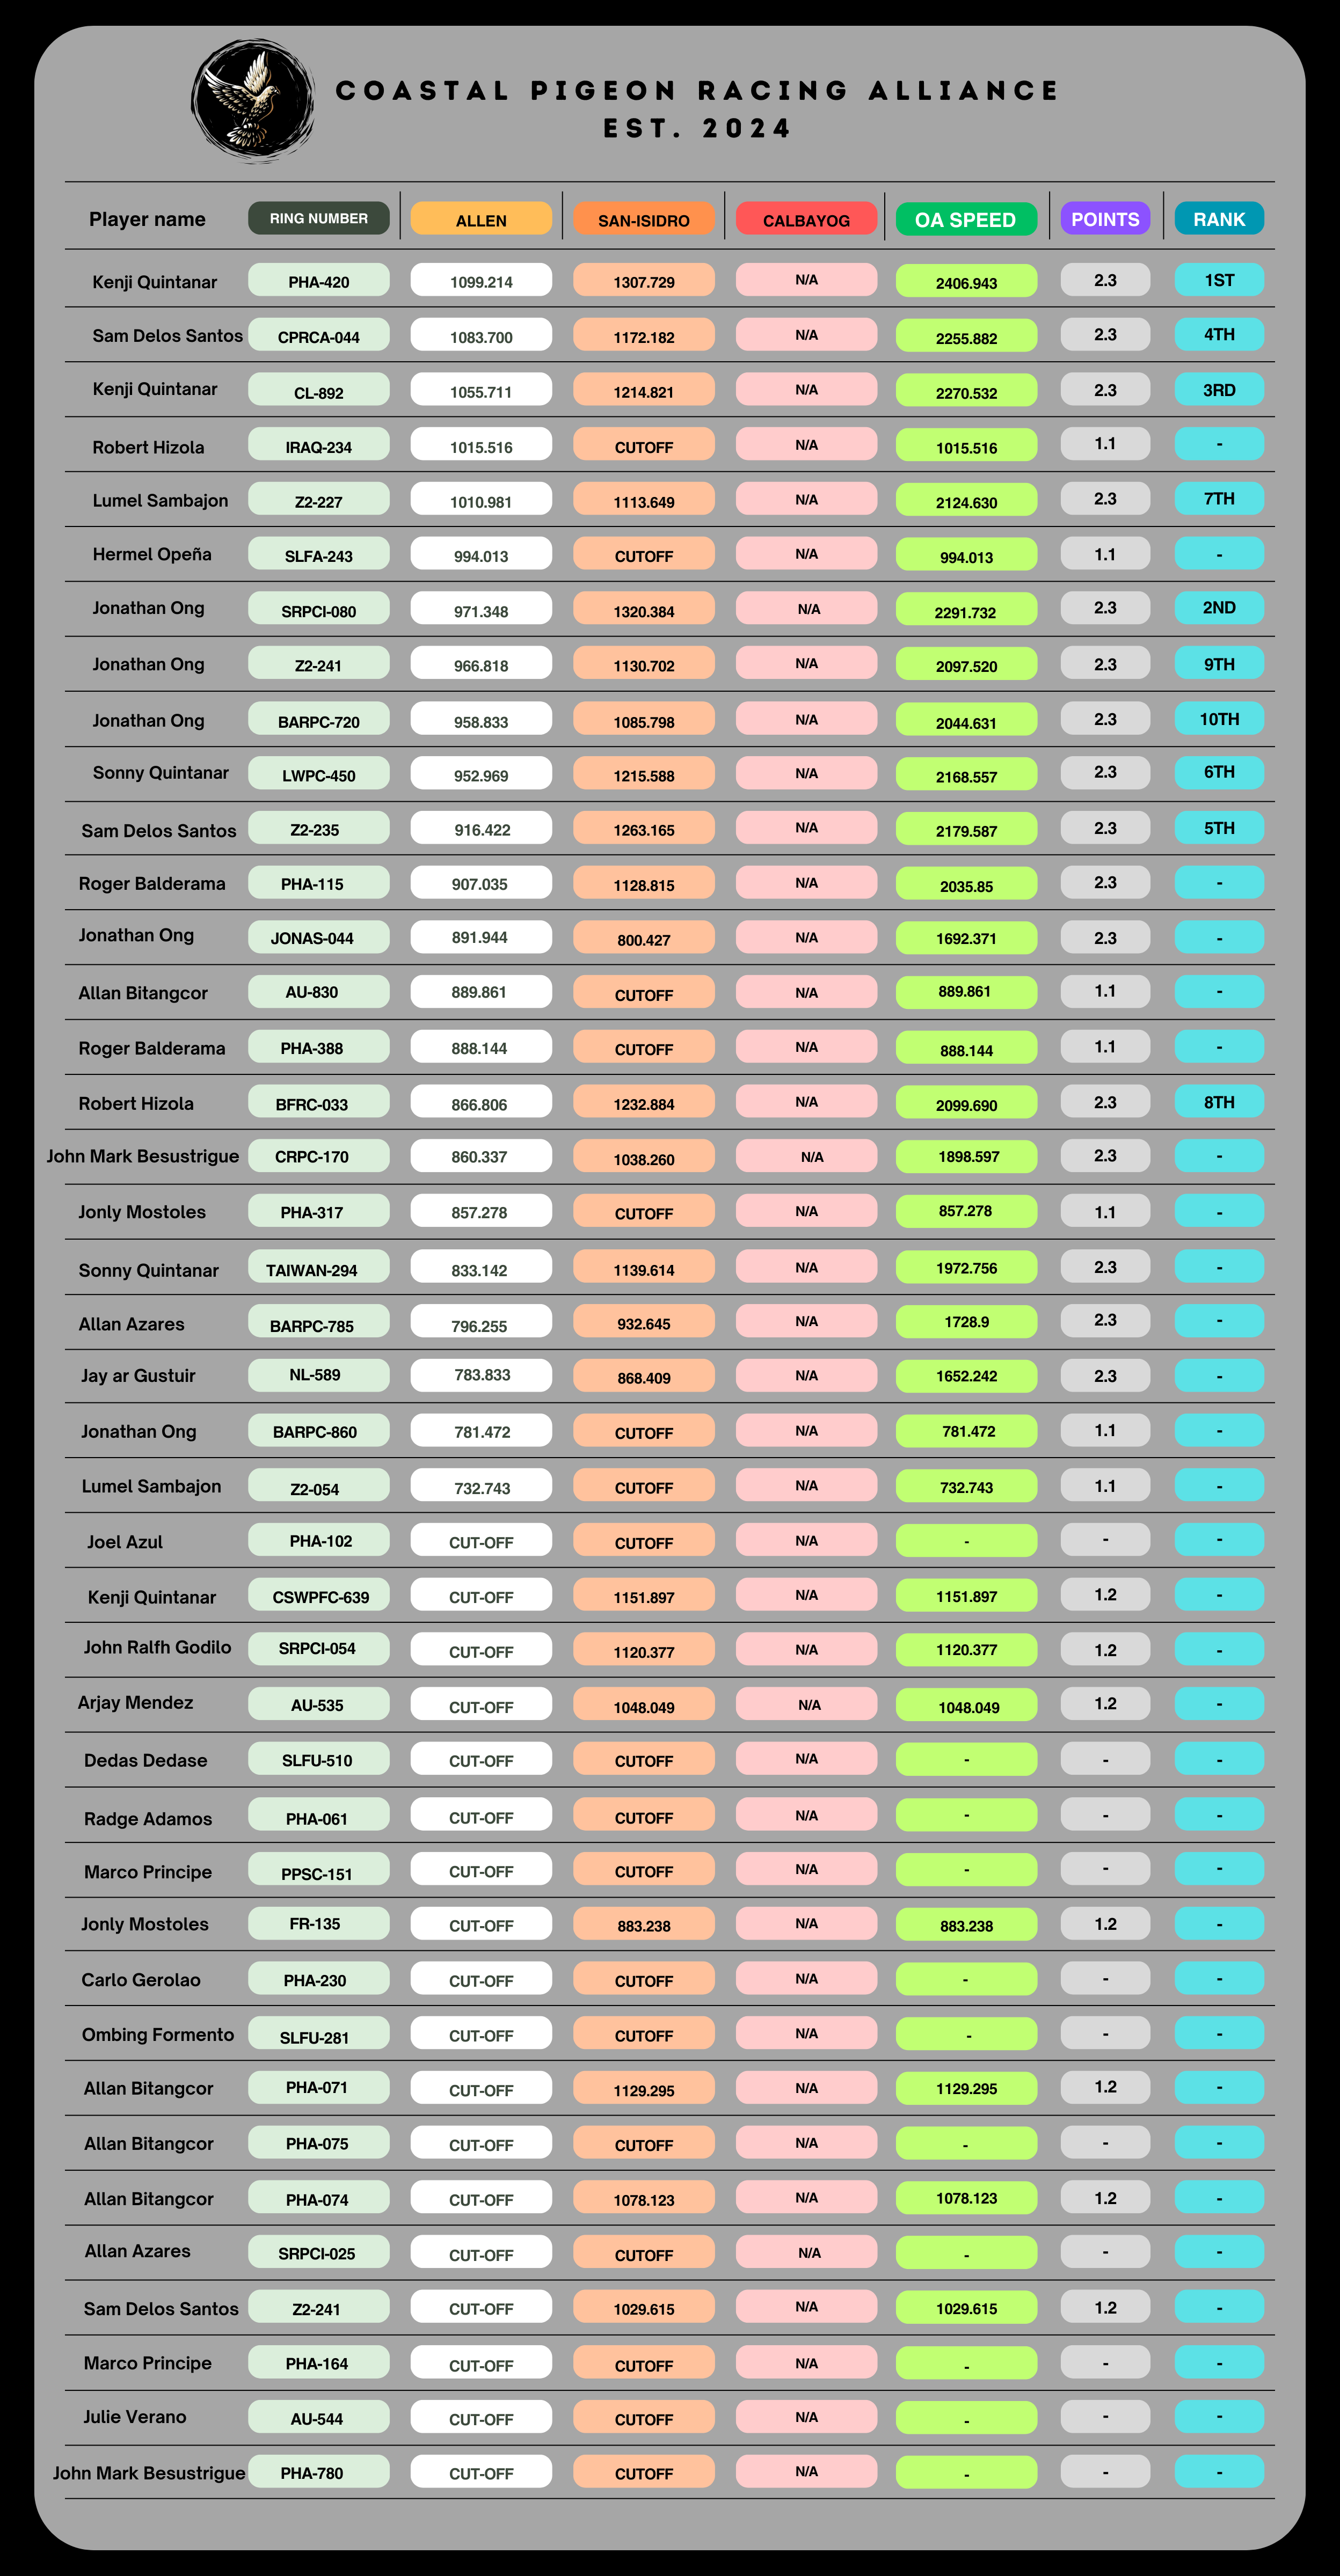 COASTAL PIGEON RACING ALLIANCE
EST. 2024
Player name RING NUMBER ALLEN SAN-ISIDRO CALBAYOG OA SPEED POINTS RANK
Kenji Quintanar PHA-420 1099.214 1307.729 N/A 2406.943 2.3 1ST
Sam Delos Santos CPRCA-044 1083.700 1172.182 N/A 2255.882 2.3 4TH
Kenji Quintanar CL-892 1055.711 1214.821 N/A 2270.532 2.3 3RD
Robert Hizola IRAQ-234 1015.516 CUTOFF N/A 1015.516 1.1 -
Lumel Sambajon Z2-227 1010.981 1113.649 N/A 2124.630 2.3 7TH
Hermel Opeña SLFA-243 994.013 CUTOFF N/A 994.013 1.1 -
Jonathan Ong SRPCI-080 971.348 1320.384 N/A 2291.732 2.3 2ND
Jonathan Ong Z2-241 966.818 1130.702 N/A 2097.520 2.3 9TH
Jonathan Ong BARPC-720 958.833 1085.798 N/A 2044.631 2.3 10TH
Sonny Quintanar LWPC-450 952.969 1215.588 N/A 2168.557 2.3 6TH
Sam Delos Santos Z2-235 916.422 1263.165 N/A 2179.587 2.3 5TH
Roger Balderama PHA-115 907.035 1128.815 N/A 2035.85 2.3 -
Jonathan Ong JONAS-044 891.944 800.427 N/A 1692.371 2.3 -
Allan Bitangcor AU-830 889.861 CUTOFF N/A 889.861 1.1 -
Roger Balderama PHA-388 888.144 CUTOFF N/A 888.144 1.1 -
Robert Hizola BFRC-033 866.806 1232.884 N/A 2099.690 2.3 8TH
John Mark Besustrigue CRPC-170 860.337 1038.260 N/A 1898.597 2.3 -
Jonly Mostoles PHA-317 857.278 CUTOFF N/A 857.278 1.1 -
Sonny Quintanar TAIWAN-294 833.142 1139.614 N/A 1972.756 2.3 -
Allan Azares BARPC-785 796.255 932.645 N/A 1728.9 2.3 -
Jay ar Gustuir NL-589 783.833 868.409 N/A 1652.242 2.3 -
Jonathan Ong BARPC-860 781.472 CUTOFF N/A 781.472 1.1 -
Lumel Sambajon Z2-054 732.743 CUTOFF N/A 732.743 1.1 -
Joel Azul PHA-102 CUT-OFF CUTOFF N/A - - -
Kenji Quintanar CSWPFC-639 CUT-OFF 1151.897 N/A 1151.897 1.2 -
John Ralfh Godilo SRPCI-054 CUT-OFF 1120.377 N/A 1120.377 1.2 -
Arjay Mendez AU-535 CUT-OFF 1048.049 N/A 1048.049 1.2 -
Dedas Dedase SLFU-510 CUT-OFF CUTOFF N/A - - -
Radge Adamos PHA-061 CUT-OFF CUTOFF N/A - - -
Marco Principe PPSC-151 CUT-OFF CUTOFF N/A - - -
Jonly Mostoles FR-135 CUT-OFF 883.238 N/A 883.238 1.2 -
Carlo Gerolao PHA-230 CUT-OFF CUTOFF N/A - - -
Ombing Formento SLFU-281 CUT-OFF CUTOFF N/A - - -
Allan Bitangcor PHA-071 CUT-OFF 1129.295 N/A 1129.295 1.2 -
Allan Bitangcor PHA-075 CUT-OFF CUTOFF N/A - - -
Allan Bitangcor PHA-074 CUT-OFF 1078.123 N/A 1078.123 1.2 -
Allan Azares SRPCI-025 CUT-OFF CUTOFF N/A - - -
Sam Delos Santos Z2-241 CUT-OFF 1029.615 N/A 1029.615 1.2 -
Marco Principe PHA-164 CUT-OFF CUTOFF N/A - - -
Julie Verano AU-544 CUT-OFF CUTOFF N/A - - -
John Mark Besustrigue PHA-780 CUT-OFF CUTOFF N/A - - -